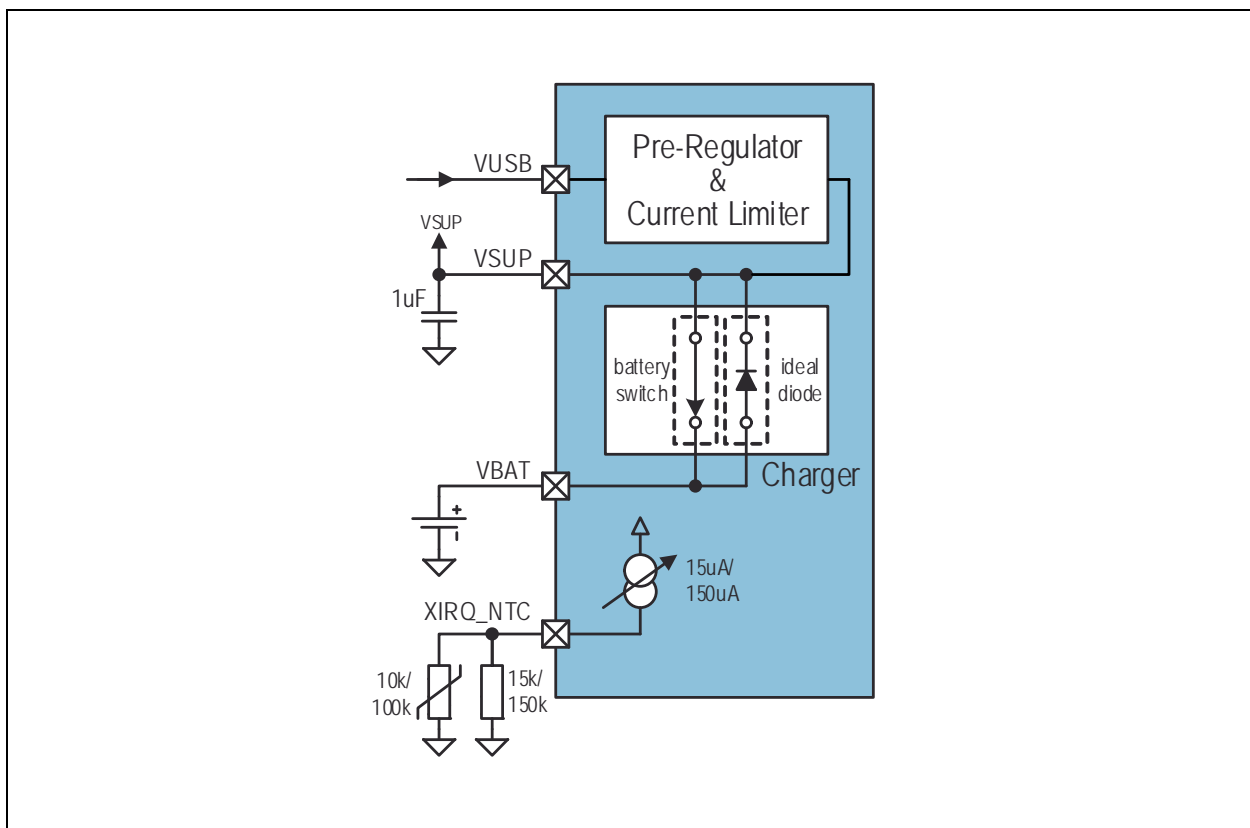 Pre-Regulator
&
Current Limiter
VUSB
VSUP
VSUP
1uF
battery
switch
ideal
diode
Charger
VBAT
+
-
15uA/
150uA
XIRQ_NTC
10k/
100k
15k/
150k